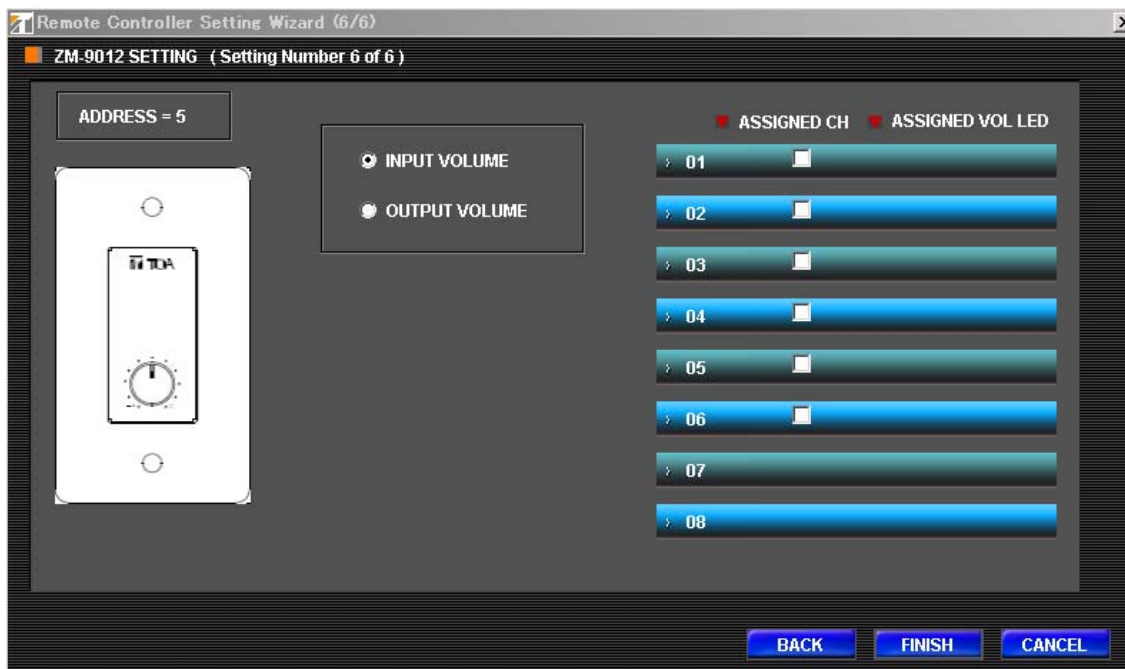 Remote Controller Setting Wizard (6/6)
ZM-9012 SETTING ( Setting Number 6 of 6 )
ADDRESS = 5
TOA
INPUT VOLUME
OUTPUT VOLUME
ASSIGNED CH ASSIGNED VOL LED
01
02
03
04
05
06
07
08
BACK FINISH CANCEL